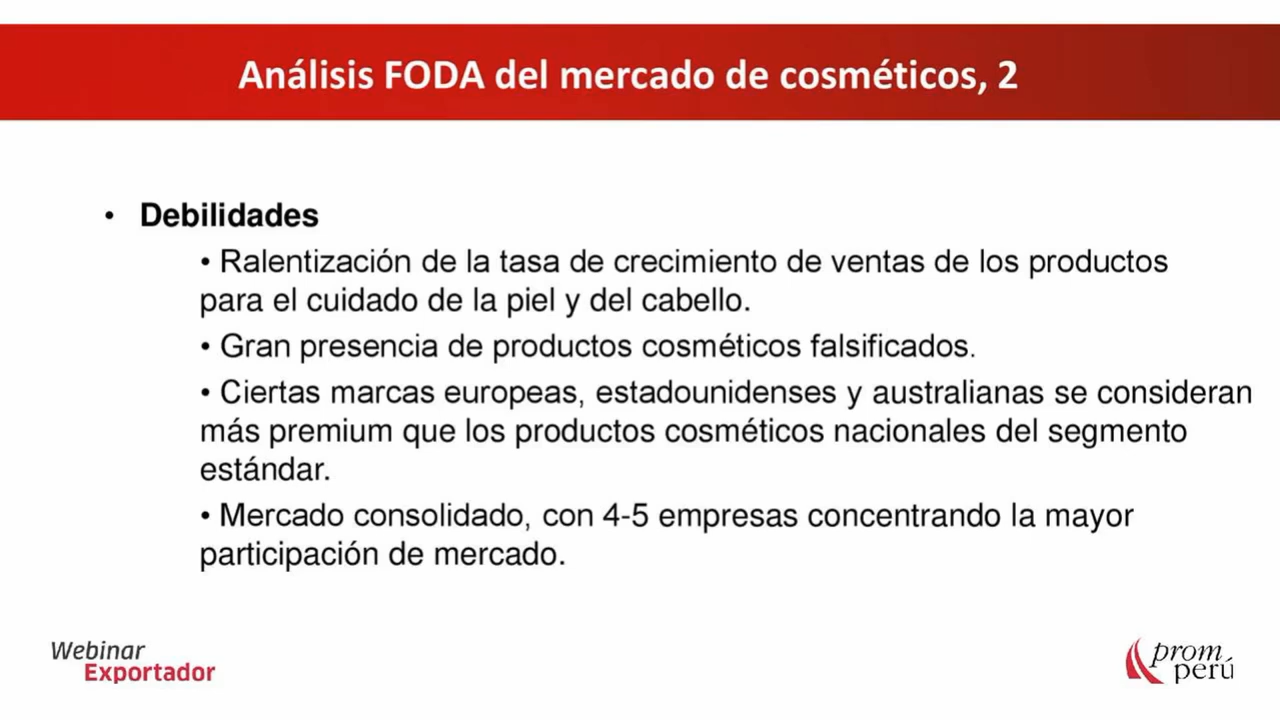 Análisis FODA del mercado de cosméticos, 2
• Debilidades
• Ralentización de la tasa de crecimiento de ventas de los productos
para el cuidado de la piel y del cabello.
• Gran presencia de productos cosméticos falsificados.
• Ciertas marcas europeas, estadounidenses y australianas se consideran
más premium que los productos cosméticos nacionales del segmento
estándar.
• Mercado consolidado, con 4-5 empresas concentrando la mayor
participación de mercado.
Webinar
Exportador
prom
perú